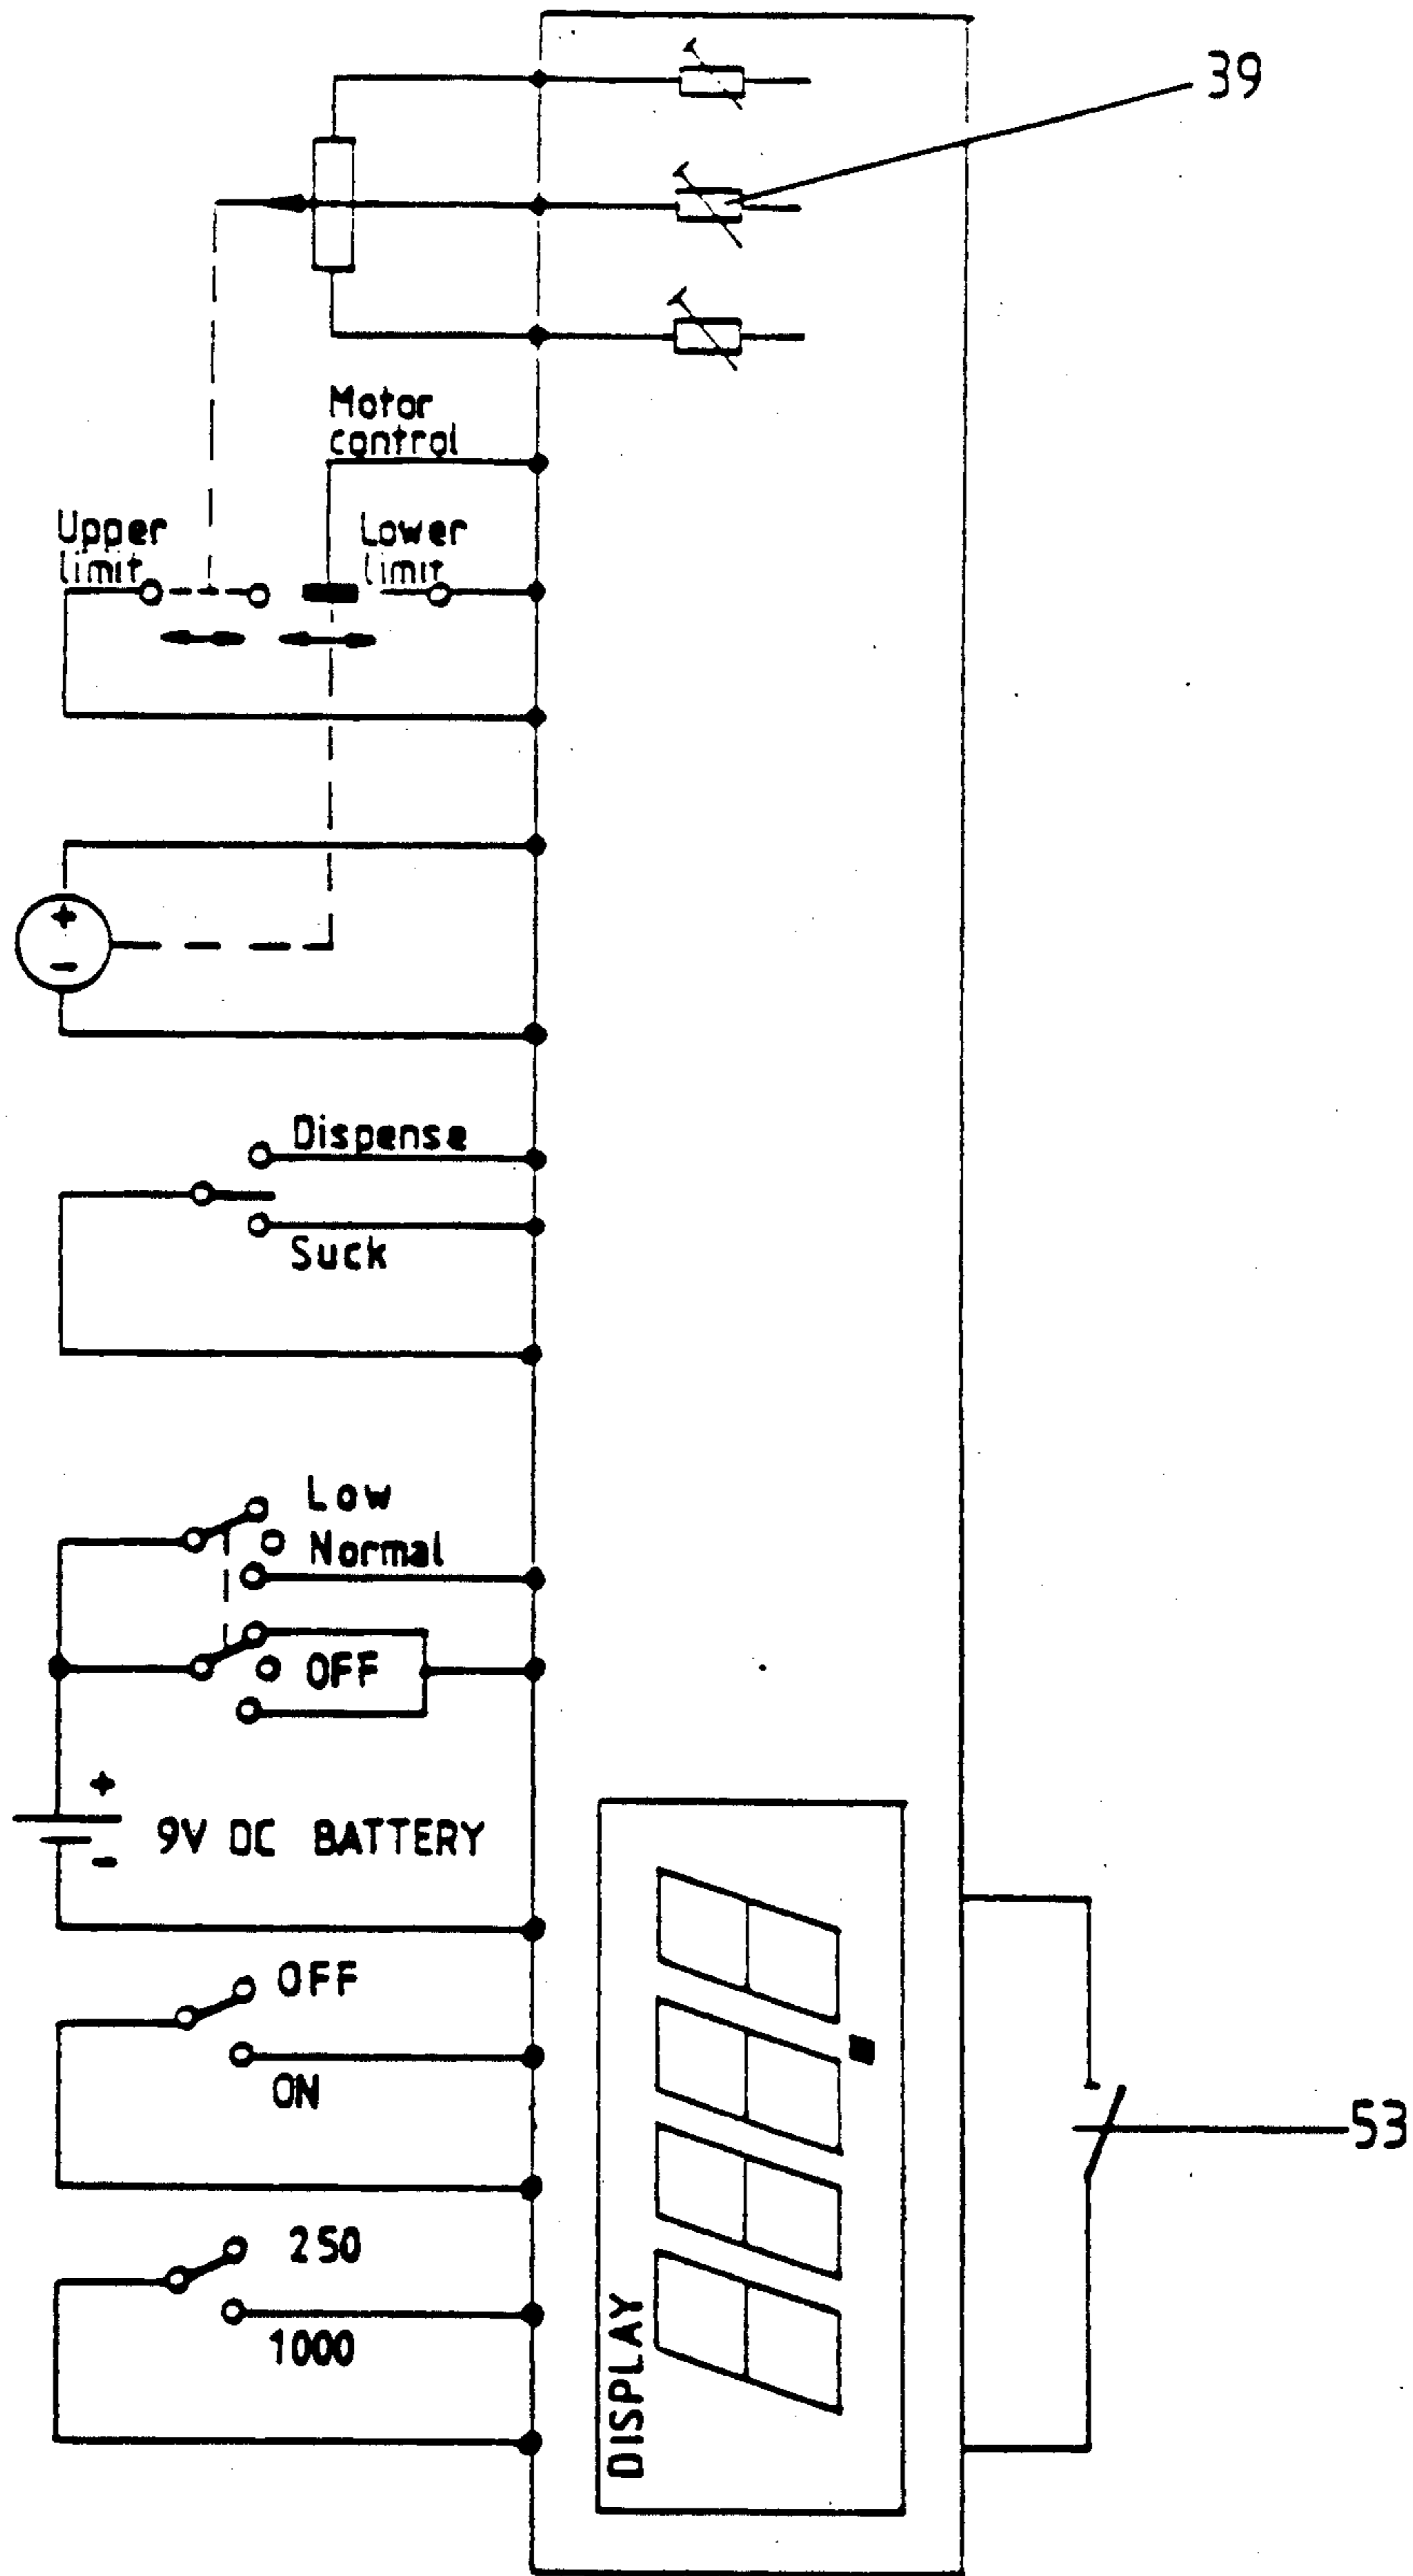 39
Motor
control
Upper
limit
Lower
limit
+
-
Dispense
Suck
Low
Normal
OFF
+
9V DC BATTERY
-
OFF
ON
53
250
1000
DISPLAY